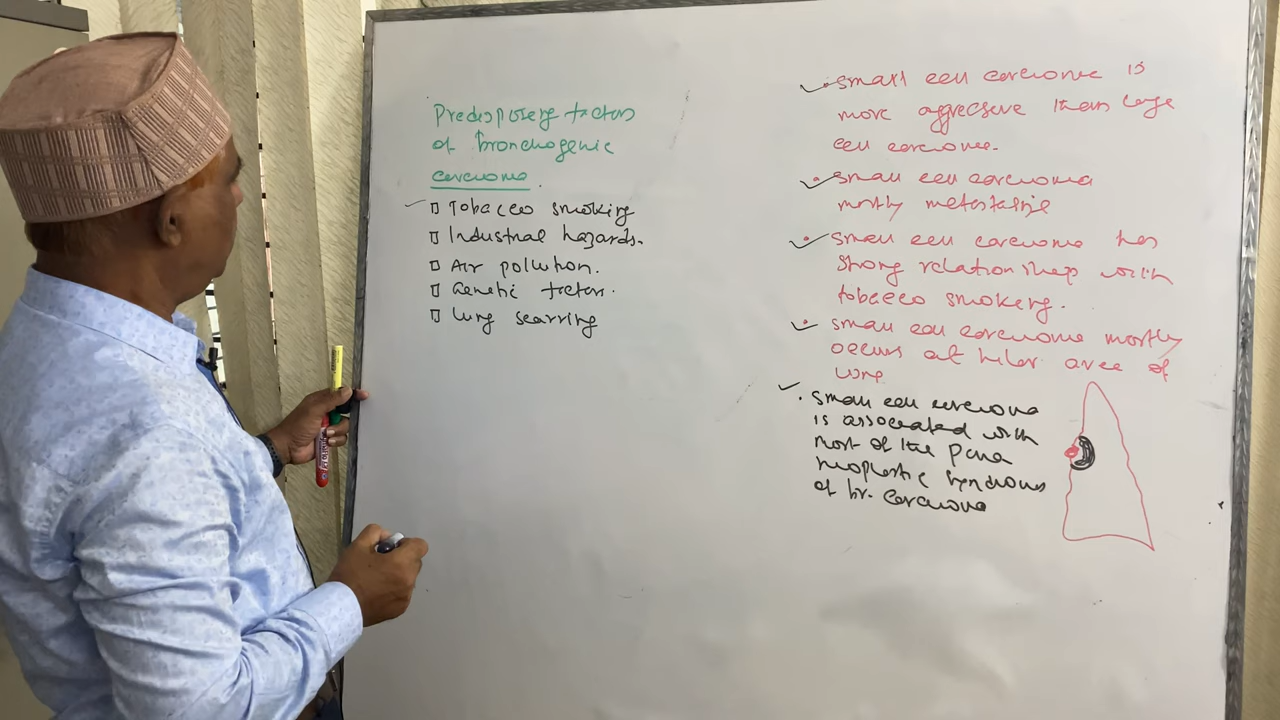 Predisposing factors
of bronchogenic
carcinoma.
Tobacco smoking
Industrial hazards.
Air pollution.
Genetic factors.
Lung scarring
small cell carcinoma is
more aggressive than large
cell carcinoma.
small cell carcinoma
mostly metastasize
small cell carcinoma has
strong relationship with
tobacco smoking.
small cell carcinoma mostly
occurs at hilar area of
lung
small cell carcinoma
is associated with
most of the para
neoplastic syndromes
of br. carcinoma